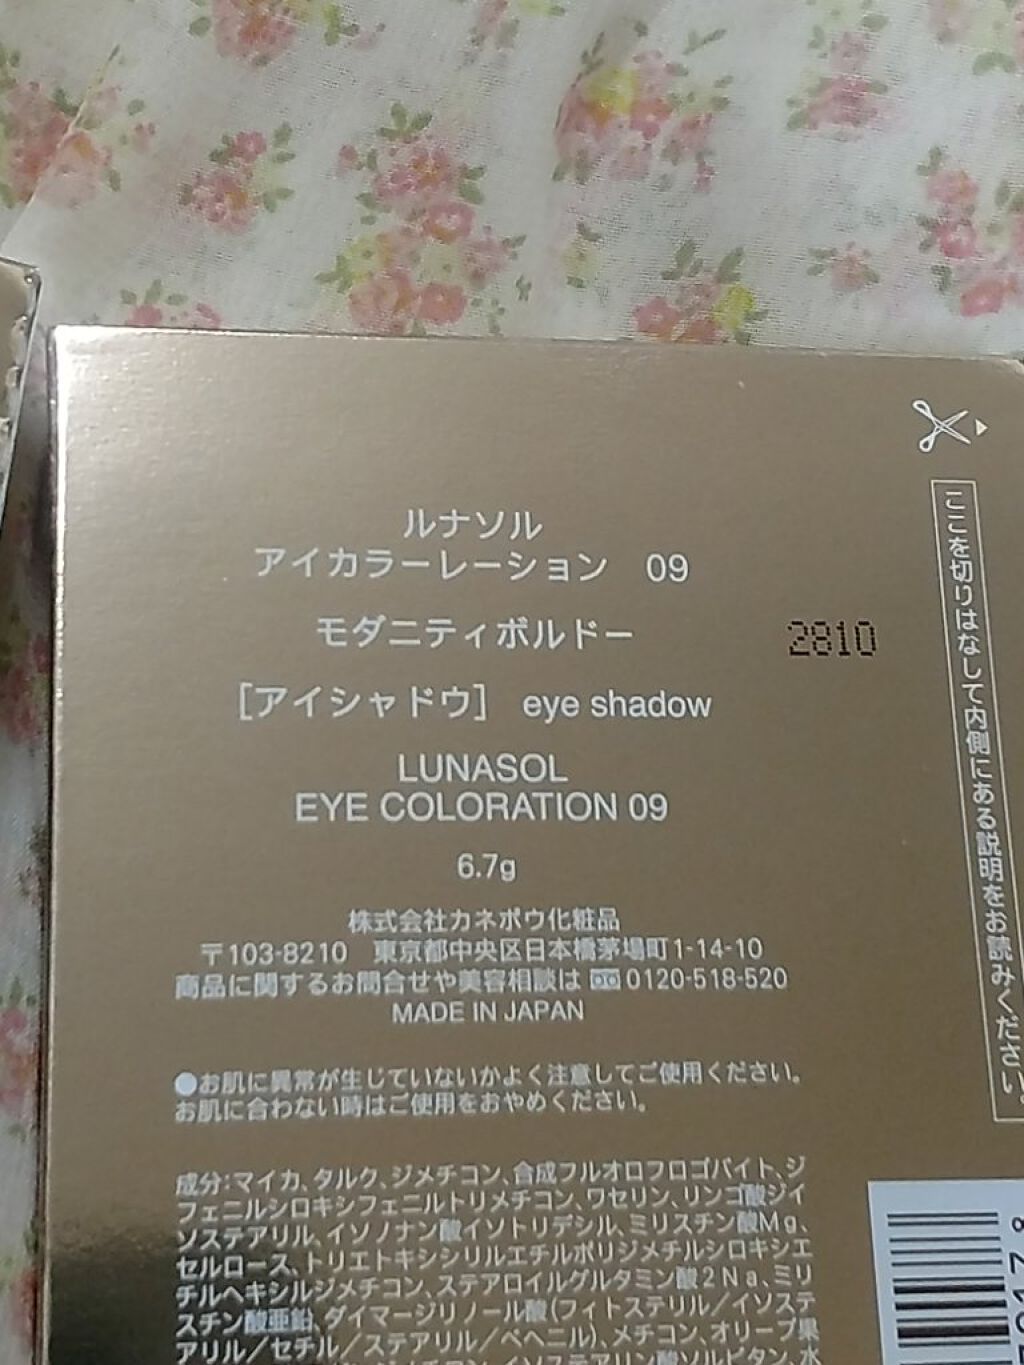 ルナソル
アイカラーレーション 09
モダニティボルドー
2810
[アイシャドウ] eye shadow
LUNASOL
EYE COLORATION 09
6.7g
株式会社カネボウ化粧品
〒103-8210 東京都中央区日本橋茅場町1-14-10
商品に関するお問合せや美容相談は 0120-518-520
MADE IN JAPAN
●お肌に異常が生じていないかよく注意してご使用ください。
お肌に合わない時はご使用をおやめください。
成分:マイカ、タルク、ジメチコン、合成フルオロフロゴパイト、ジ
フェニルシロキシフェニルトリメチコン、ワセリン、リンゴ酸ジイ
ソステアリル、イソノナン酸イソトリデシル、ミリスチン酸Mg、
セルロース、トリエトキシシリルエチルポリジメチルシロキシエ
チルヘキシルジメチコン、ステアロイルグルタミン酸2Na、ミリ
スチン酸亜鉛、ダイマージリノール酸(フィトステリル/イソステ
アリル/セチル/ステアリル/ベヘニル)、メチコン、オリーブ果
イソステアリン酸ソルビタン、水
ここを切りはなして内側にある説明をお読みください。